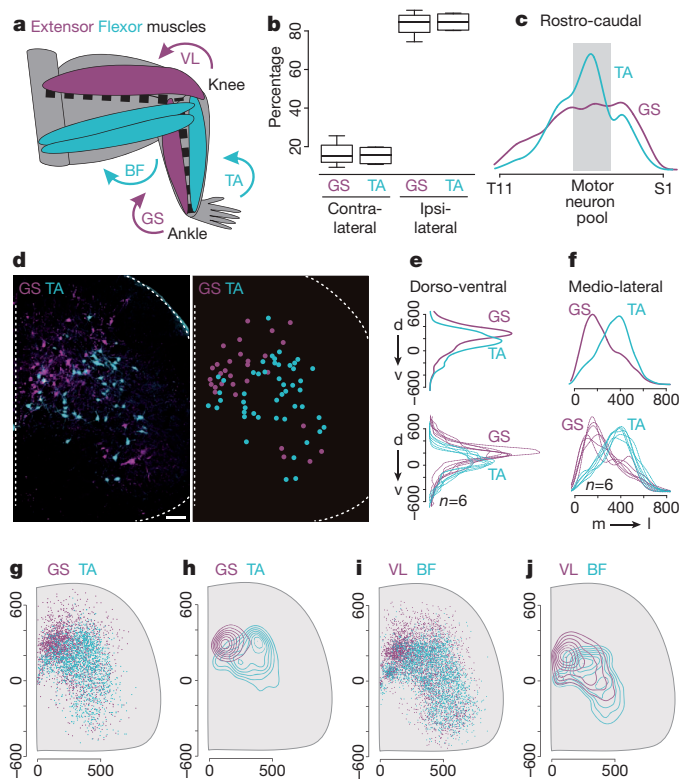 a Extensor Flexor muscles
VL
Knee
BF
TA
GS
Ankle
b
Percentage
80
60
40
20
GS TA GS TA
Contra-
lateral
Ipsi-
lateral
c Rostro-caudal
TA
GS
T11
Motor
neuron
pool
S1
d
GS TA
GS TA
e
Dorso-ventral
600
0
–600
d
v
GS
TA
600
0
–600
d
v
GS
TA
n=6
f
Medio-lateral
GS
TA
0 400 800
GS
TA
n=6
0 400 800
m l
g
GS TA
600
0
–600
0 500
h
GS TA
600
0
–600
0 500
i
VL BF
600
0
–600
0 500
j
VL BF
600
0
–600
0 500